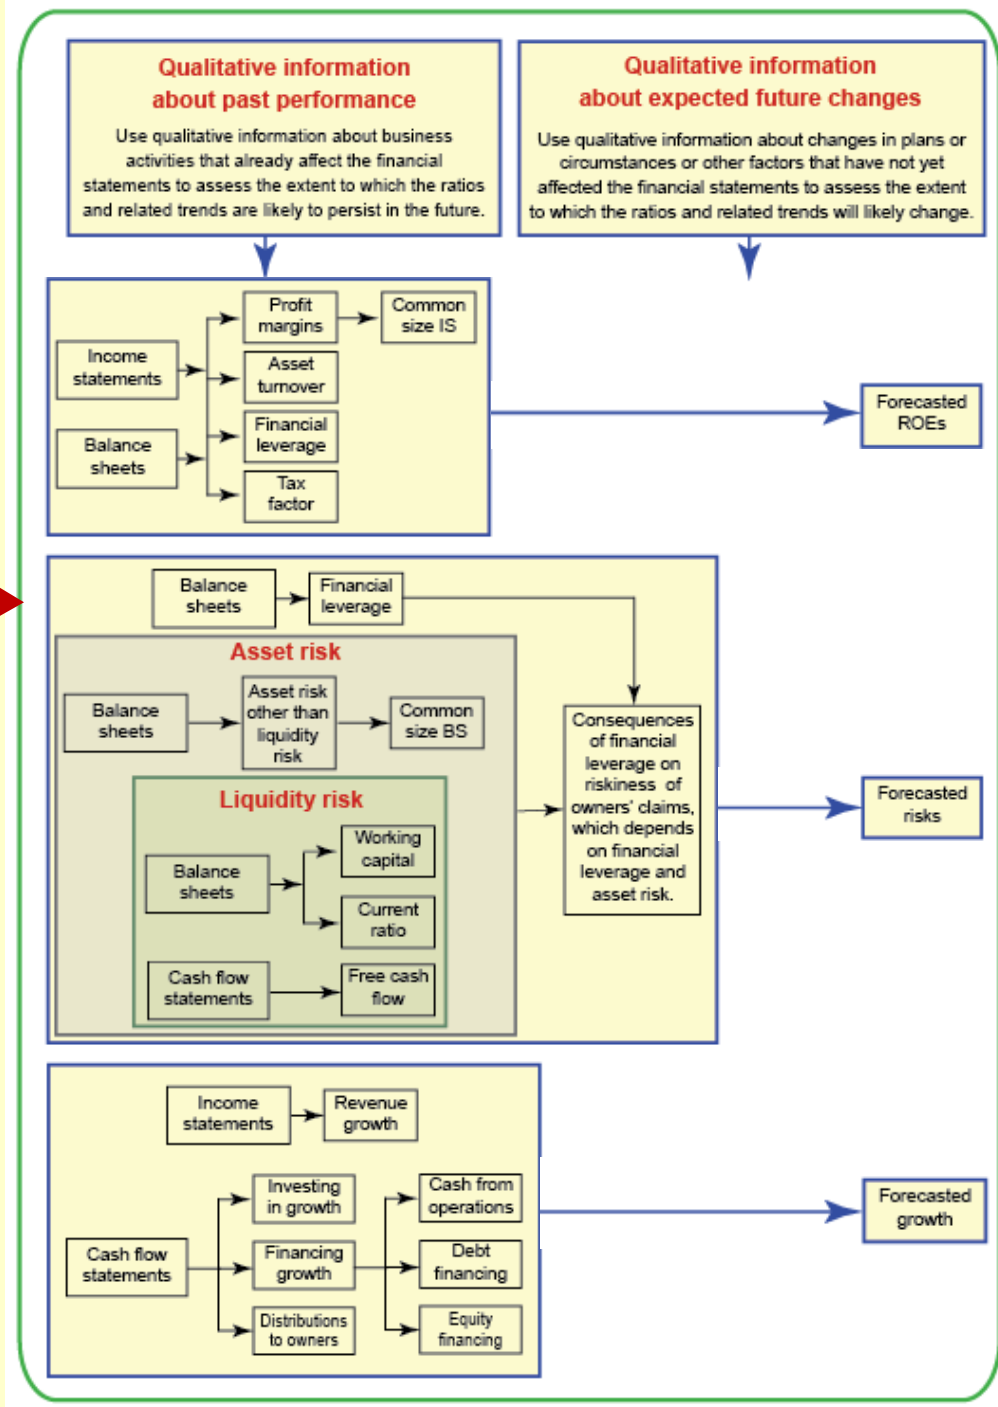 Qualitative information
about past performance
Use qualitative information about business
activities that already affect the financial
statements to assess the extent to which the ratios
and related trends are likely to persist in the future.
Qualitative information
about expected future changes
Use qualitative information about changes in plans or
circumstances or other factors that have not yet
affected the financial statements to assess the extent
to which the ratios and related trends will likely change.
Income
statements
Balance
sheets
Profit
margins
Common
size IS
Asset
turnover
Financial
leverage
Tax
factor
Forecasted
ROEs
Balance
sheets
Financial
leverage
Asset risk
Balance
sheets
Asset risk
other than
liquidity
risk
Common
size BS
Liquidity risk
Balance
sheets
Working
capital
Current
ratio
Cash flow
statements
Free cash
flow
Consequences
of financial
leverage on
riskiness of
owners' claims,
which depends
on financial
leverage and
asset risk.
Forecasted
risks
Income
statements
Revenue
growth
Cash flow
statements
Investing
in growth
Financing
growth
Distributions
to owners
Cash from
operations
Debt
financing
Equity
financing
Forecasted
growth